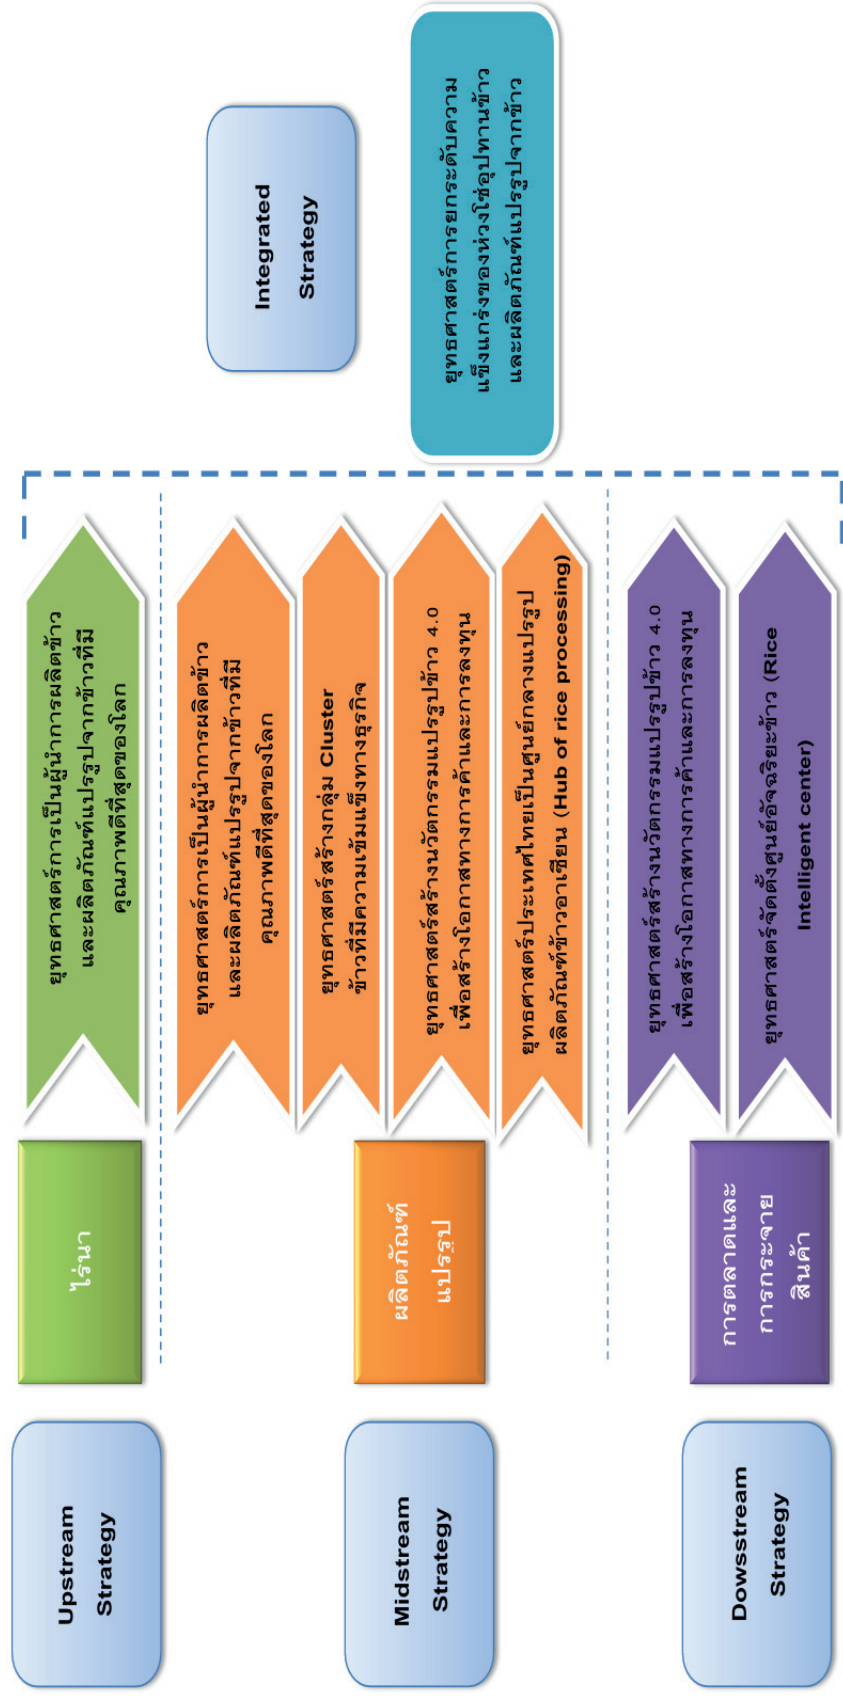 Upstream
Strategy
ไร่นา
ยุทธศาสตร์การเป็นผู้นำการผลิตข้าว
และผลิตภัณฑ์แปรรูปจากข้าวที่มี
คุณภาพดีที่สุดของโลก
Midstream
Strategy
ผลิตภัณฑ์
แปรรูป
ยุทธศาสตร์การเป็นผู้นำการผลิตข้าว
และผลิตภัณฑ์แปรรูปจากข้าวที่มี
คุณภาพดีที่สุดของโลก
ยุทธศาสตร์สร้างกลุ่ม Cluster
ข้าวที่มีความเข้มแข็งทางธุรกิจ
ยุทธศาสตร์สร้างนวัตกรรมแปรรูปข้าว 4.0
เพื่อสร้างโอกาสทางการค้าและการลงทุน
ยุทธศาสตร์ประเทศไทยเป็นศูนย์กลางแปรรูป
ผลิตภัณฑ์ข้าวอาเซียน (Hub of rice processing)
Dowsstream
Strategy
การตลาดและ
การกระจาย
สินค้า
ยุทธศาสตร์สร้างนวัตกรรมแปรรูปข้าว 4.0
เพื่อสร้างโอกาสทางการค้าและการลงทุน
ยุทธศาสตร์จัดตั้งศูนย์อัจฉริยะข้าว (Rice
Intelligent center)
Integrated
Strategy
ยุทธศาสตร์การยกระดับความ
แข็งแกร่งของห่วงโซ่อุปทานข้าว
และผลิตภัณฑ์แปรรูปจากข้าว